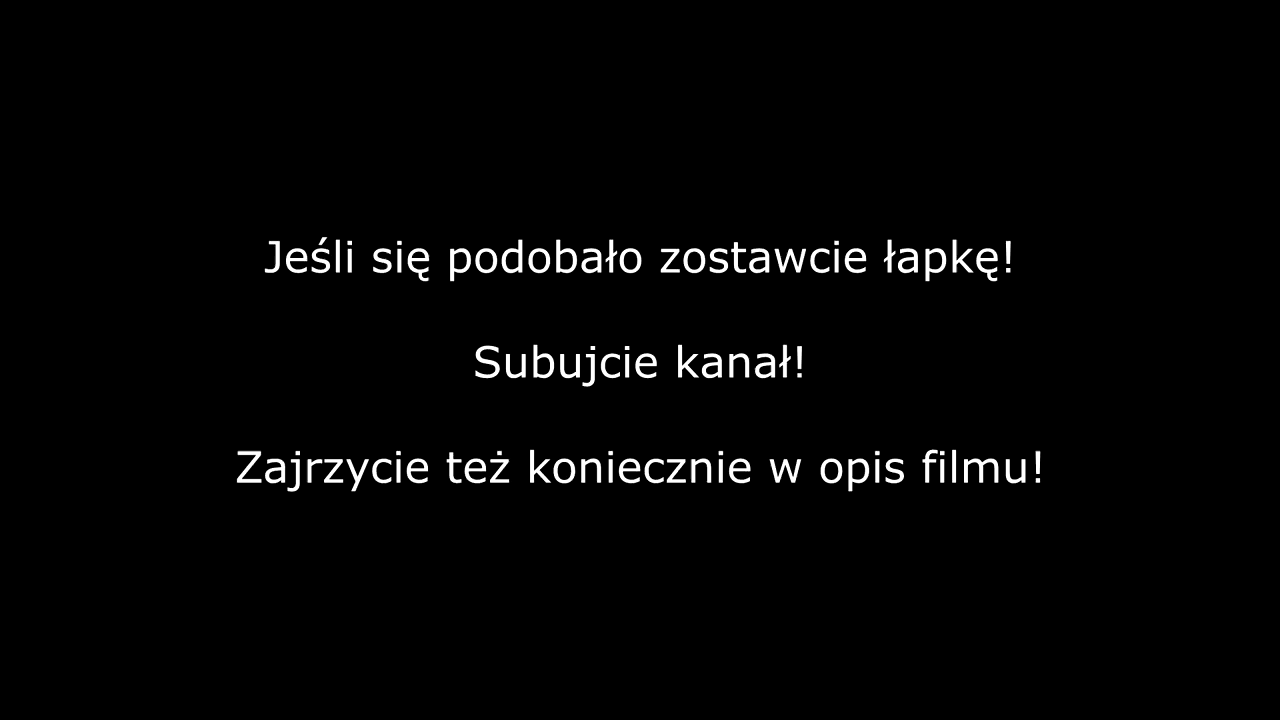 Jeśli się podobało zostawcie łapkę!
Subujcie kanał!
Zajrzycie też koniecznie w opis filmu!